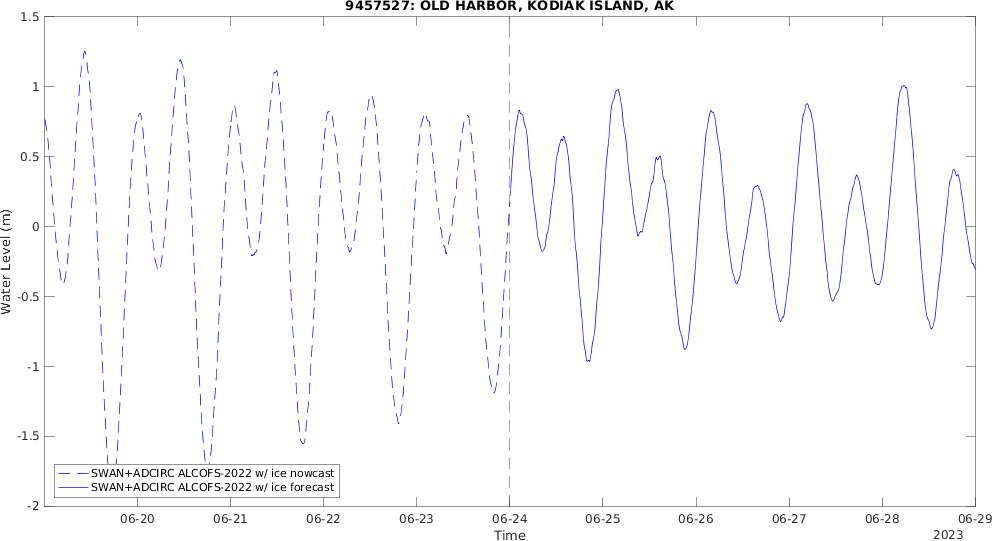 9457527: OLD HARBOR, KODIAK ISLAND, AK
1.5
1
0.5
0
-0.5
-1
-1.5
-2
Water Level (m)
SWAN+ADCIRC ALCOFS-2022 w/ ice nowcast
SWAN+ADCIRC ALCOFS-2022 w/ ice forecast
06-20 06-21 06-22 06-23 06-24 06-25 06-26 06-27 06-28 06-29
Time
2023